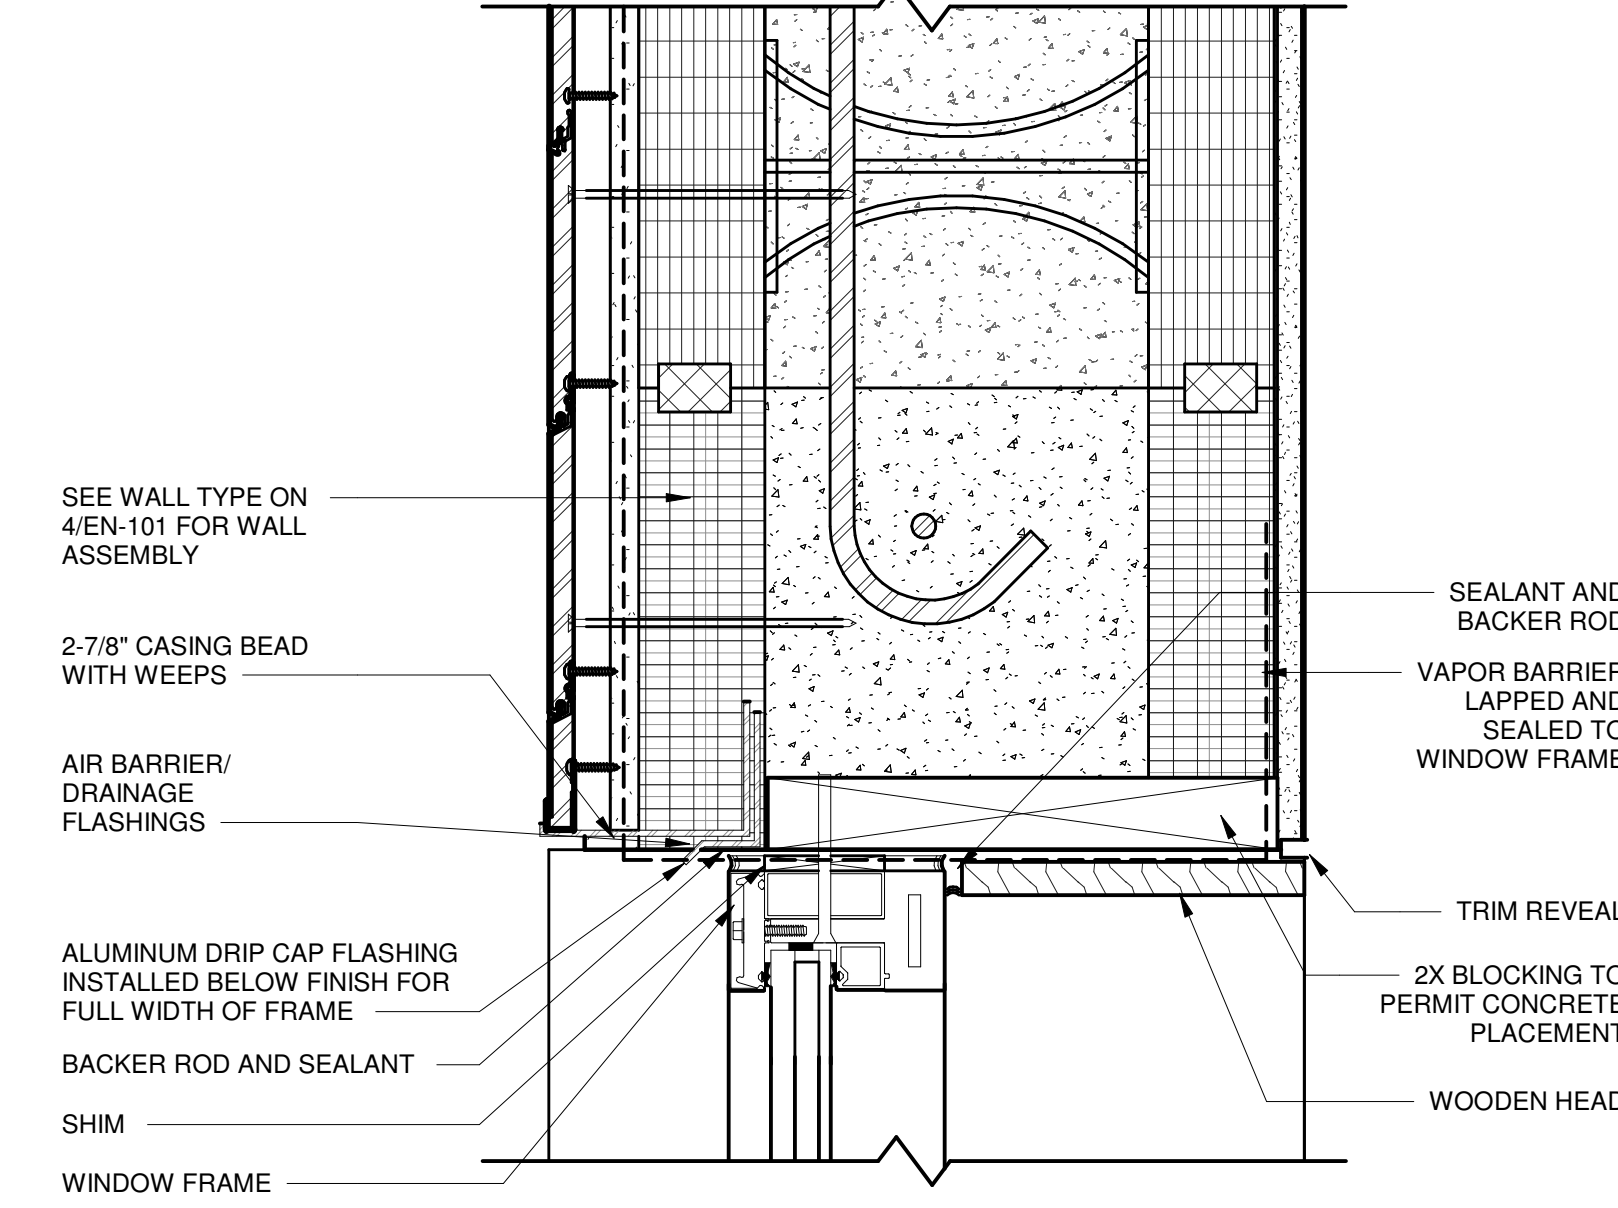 SEE WALL TYPE ON
4/EN-101 FOR WALL
ASSEMBLY
2-7/8" CASING BEAD
WITH WEEPS
AIR BARRIER/
DRAINAGE
FLASHINGS
ALUMINUM DRIP CAP FLASHING
INSTALLED BELOW FINISH FOR
FULL WIDTH OF FRAME
BACKER ROD AND SEALANT
SHIM
WINDOW FRAME
SEALANT AND
BACKER ROD
VAPOR BARRIER
LAPPED AND
SEALED TO
WINDOW FRAME
TRIM REVEAL
2X BLOCKING TO
PERMIT CONCRETE
PLACEMENT
WOODEN HEAD